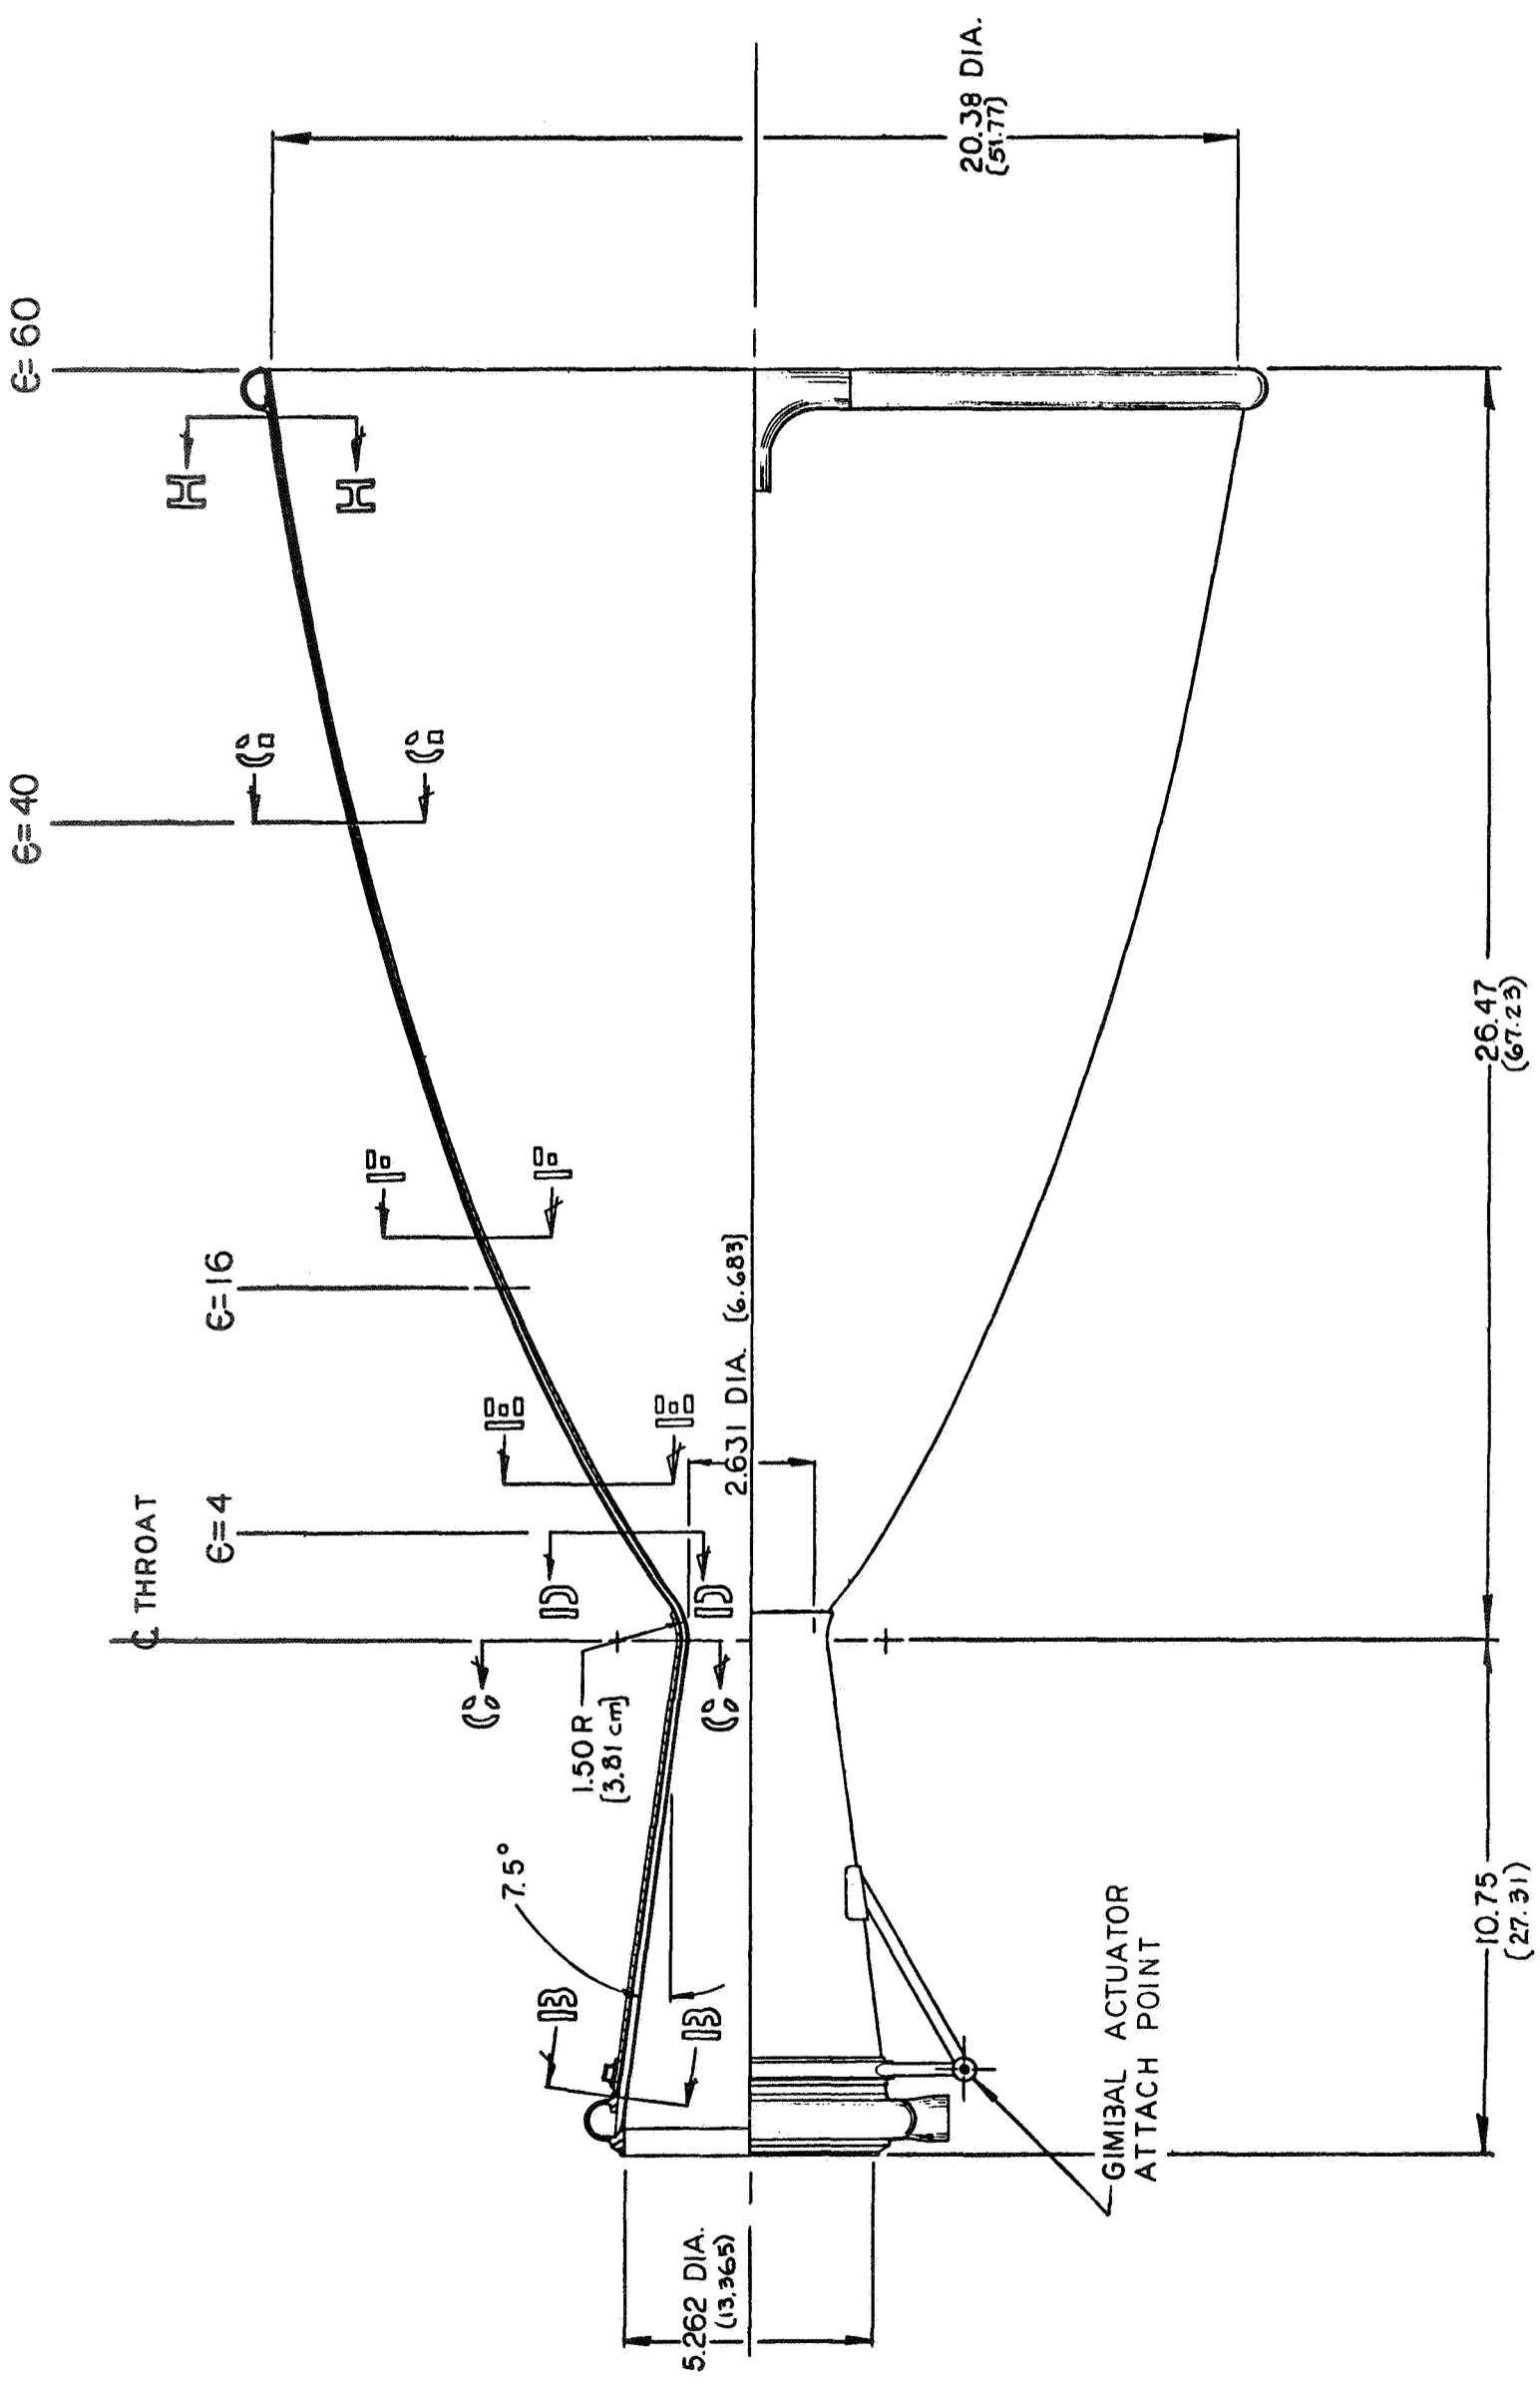 ϵ=60
ϵ=40
ϵ=16
ϵ=4
℄ THROAT
H
H
G
G
F
F
E
E
D
D
C
C
B
B
20.38 DIA.
(51.77)
2.631 DIA. (6.683)
1.50 R
(3.81 cm)
7.5°
5.262 DIA.
(13.365)
GIMBAL ACTUATOR
ATTACH POINT
26.47
(67.23)
10.75
(27.31)